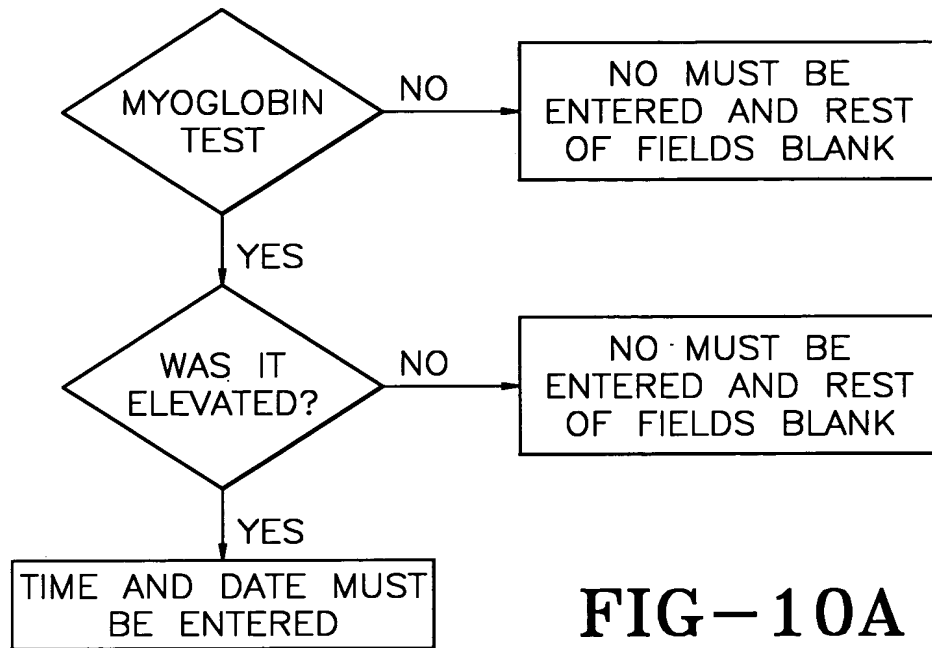 MYOGLOBIN
TEST
NO
NO MUST BE
ENTERED AND REST
OF FIELDS BLANK
YES
WAS IT
ELEVATED?
NO
NO MUST BE
ENTERED AND REST
OF FIELDS BLANK
YES
TIME AND DATE MUST
BE ENTERED
FIG-10A